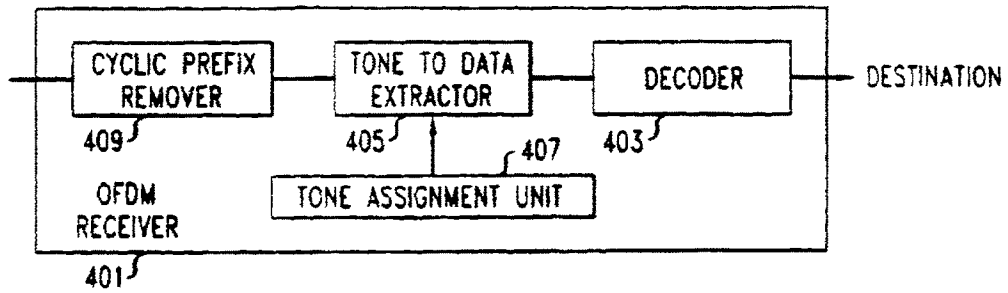 CYCLIC PREFIX
REMOVER
409
TONE TO DATA
EXTRACTOR
405
DECODER
403
DESTINATION
407
TONE ASSIGNMENT UNIT
OFDM
RECEIVER
401